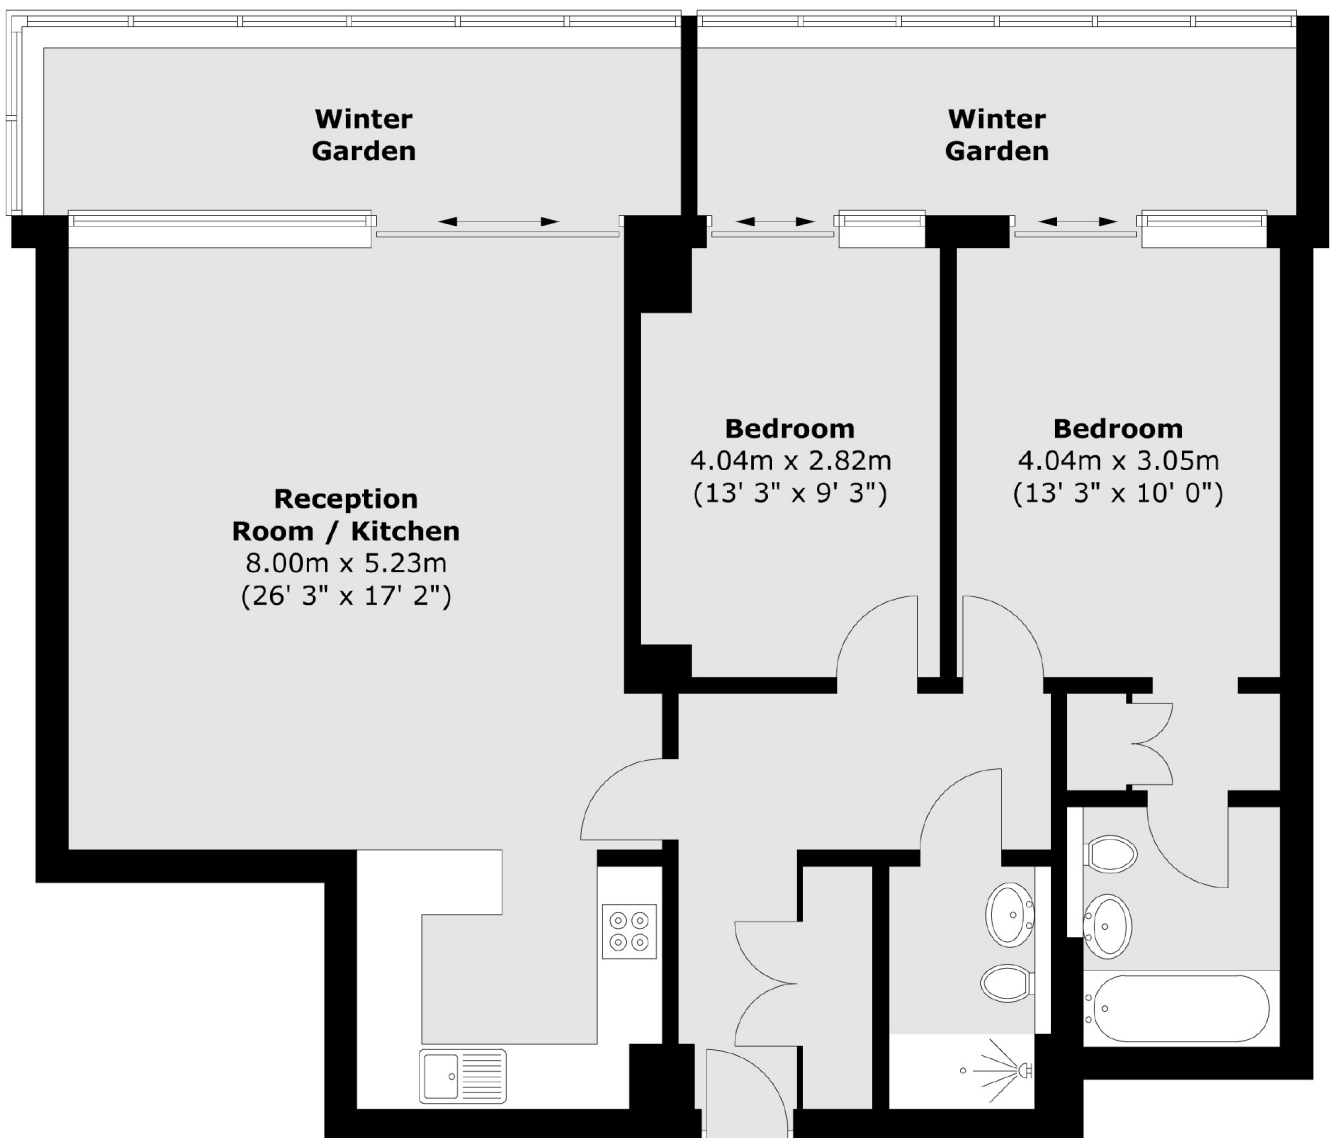 Winter
Garden
Winter
Garden
Bedroom
4.04m x 2.82m
(13' 3" x 9' 3")
Bedroom
4.04m x 3.05m
(13' 3" x 10' 0")
Reception
Room / Kitchen
8.00m x 5.23m
(26' 3" x 17' 2")